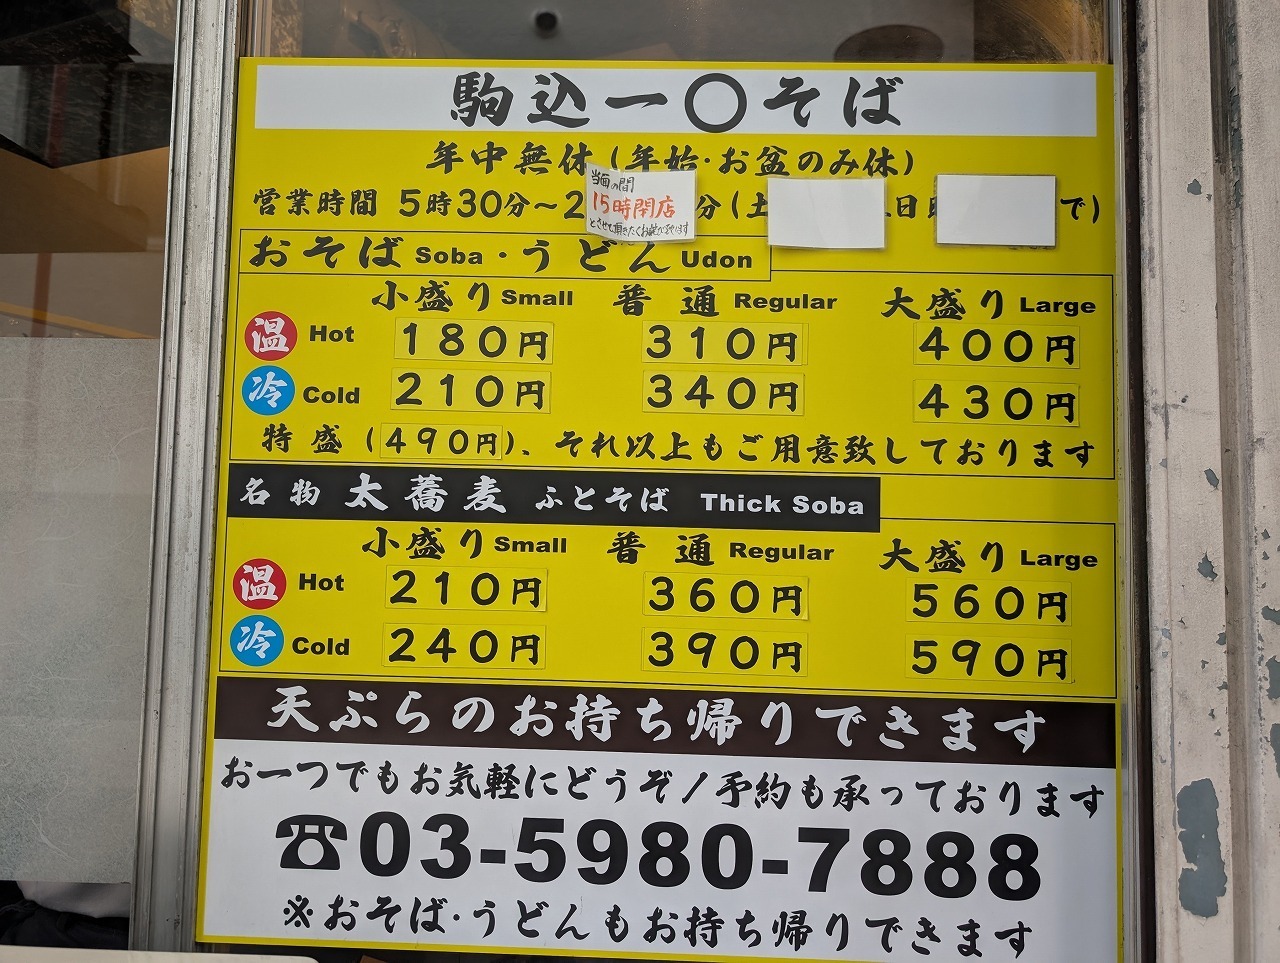 駒込一〇そば
年中無休(年始・お盆のみ休)
営業時間 5時30分〜2 分(土 日 で)
当面の間
15時閉店
とさせて頂きたくお詫び
おそば Soba・うどん Udon
小盛り Small 普通 Regular 大盛り Large
温 Hot 180円 310円 400円
冷 Cold 210円 340円 430円
特盛(490円)、それ以上もご用意致しております
名物 太蕎麦 ふとそば Thick Soba
小盛り Small 普通 Regular 大盛り Large
温 Hot 210円 360円 560円
冷 Cold 240円 390円 590円
天ぷらのお持ち帰りできます
お一つでもお気軽にどうぞ!予約も承っております
☎03-5980-7888
※おそば・うどんもお持ち帰りできます